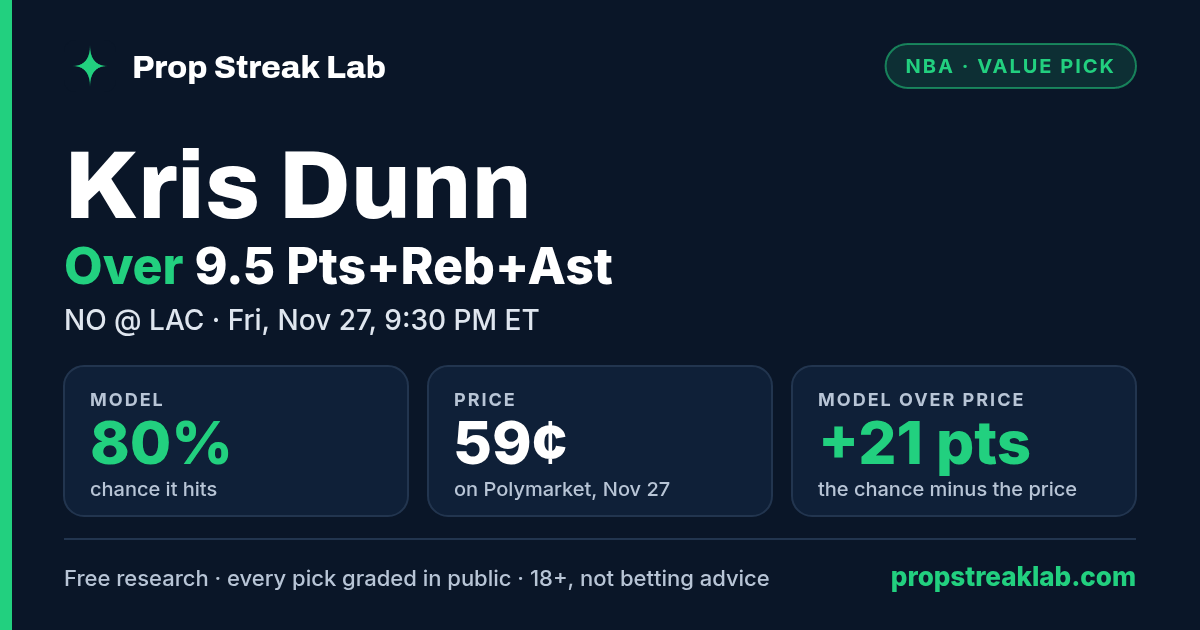 Prop Streak Lab
NBA · VALUE PICK
Kris Dunn
Over 9.5 Pts+Reb+Ast
NO @ LAC · Fri, Nov 27, 9:30 PM ET
MODEL
80%
chance it hits
PRICE
59¢
on Polymarket, Nov 27
MODEL OVER PRICE
+21 pts
the chance minus the price
Free research · every pick graded in public · 18+, not betting advice
propstreaklab.com